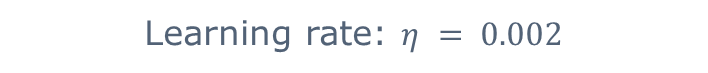 Learning rate: η = 0.002